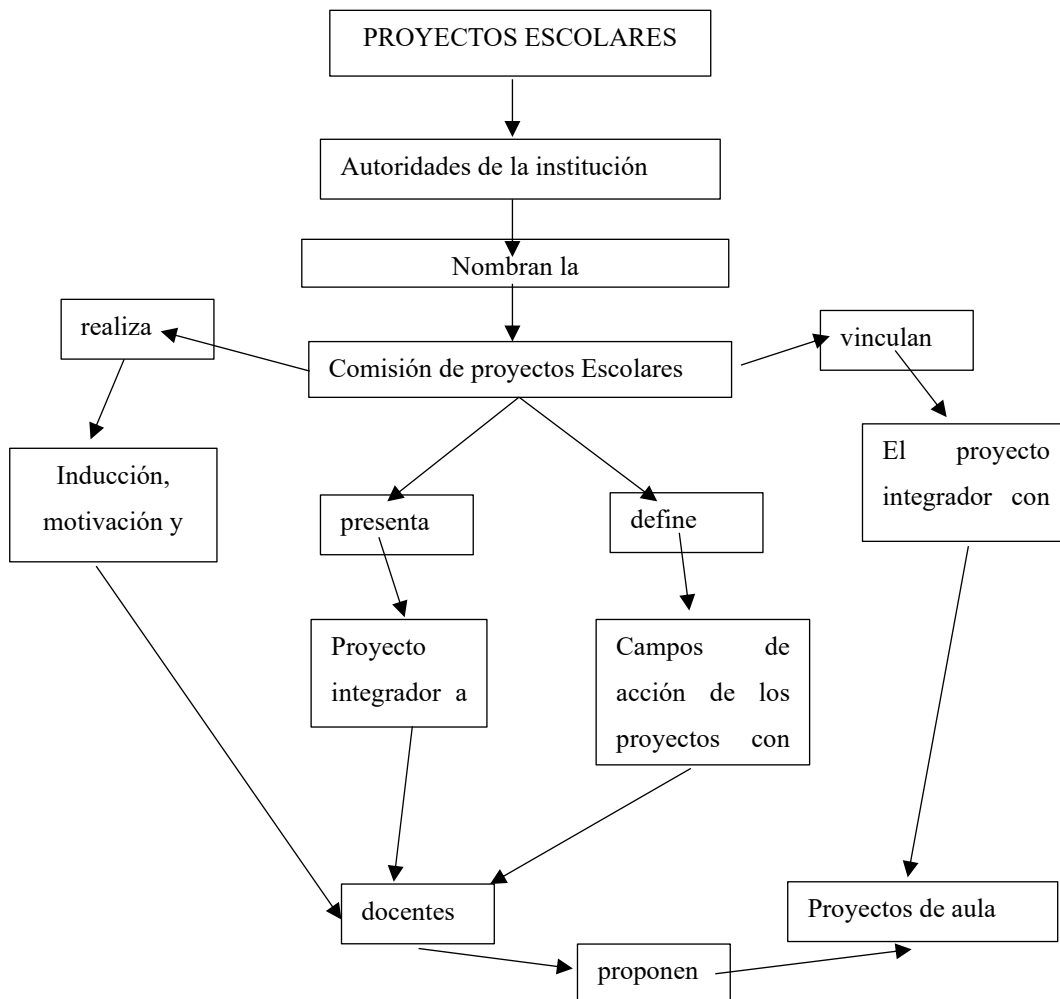 PROYECTOS ESCOLARES
Autoridades de la institución
Nombran la
realiza
vinculan
Comisión de proyectos Escolares
Inducción,
motivación y
El proyecto
integrador con
presenta
define
Proyecto
integrador a
Campos de
acción de los
proyectos con
docentes
Proyectos de aula
proponen